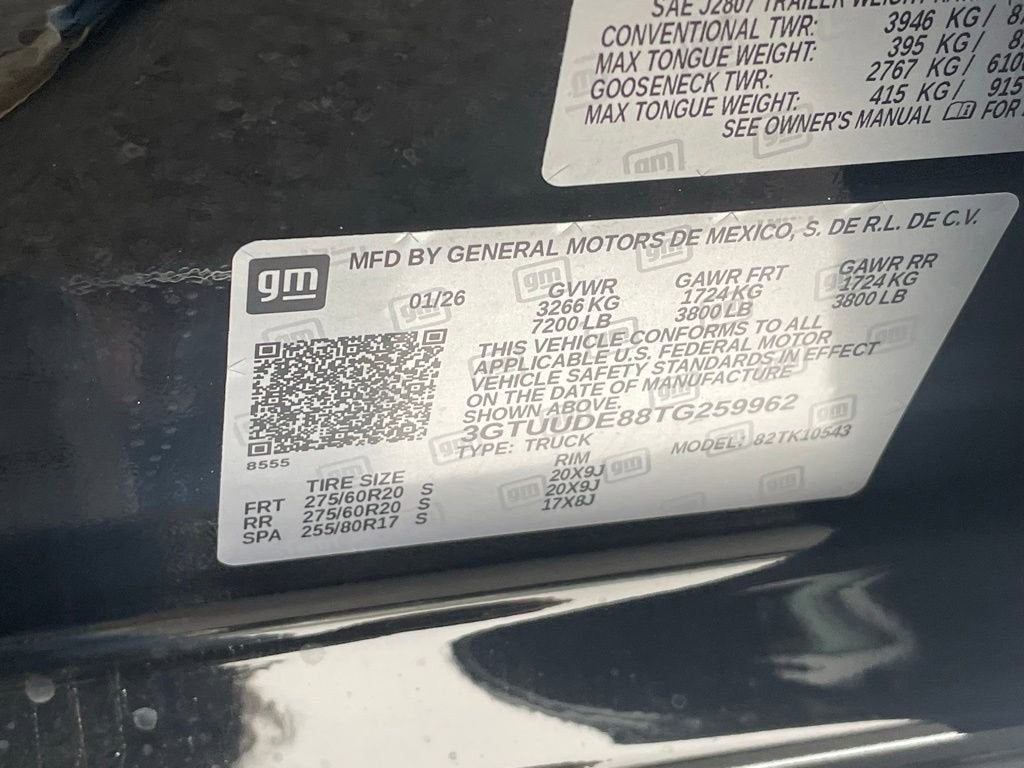 SAE J2807 TRAILER WEIGHT
CONVENTIONAL TWR: 3946 KG/
MAX TONGUE WEIGHT: 395 KG/
GOOSENECK TWR: 2767 KG/
MAX TONGUE WEIGHT: 415 KG/ 915
SEE OWNER'S MANUAL FOR
gm
MFD BY GENERAL MOTORS DE MEXICO, S. DE R.L. DE C.V.
01/26
GVWR GAWR FRT GAWR RR
3266 KG 1724 KG 1724 KG
7200 LB 3800 LB 3800 LB
THIS VEHICLE CONFORMS TO ALL
APPLICABLE U.S. FEDERAL MOTOR
VEHICLE SAFETY STANDARDS IN EFFECT
ON THE DATE OF MANUFACTURE
SHOWN ABOVE
3GTUUDE88TG259962
TYPE: TRUCK MODEL: 82TK10543
8555
TIRE SIZE RIM
FRT 275/60R20 S 20X9J
RR 275/60R20 S 20X9J
SPA 255/80R17 S 17X8J